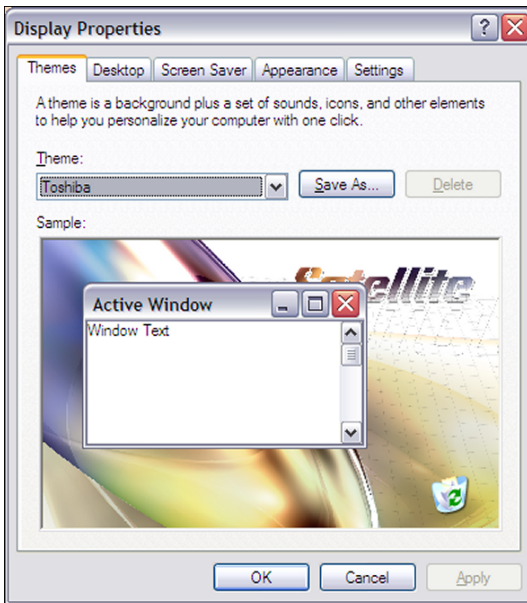 Display Properties
Themes Desktop Screen Saver Appearance Settings
A theme is a background plus a set of sounds, icons, and other elements
to help you personalize your computer with one click.
Theme:
Toshiba Save As... Delete
Sample:
Satellite
Active Window
Window Text
OK Cancel Apply